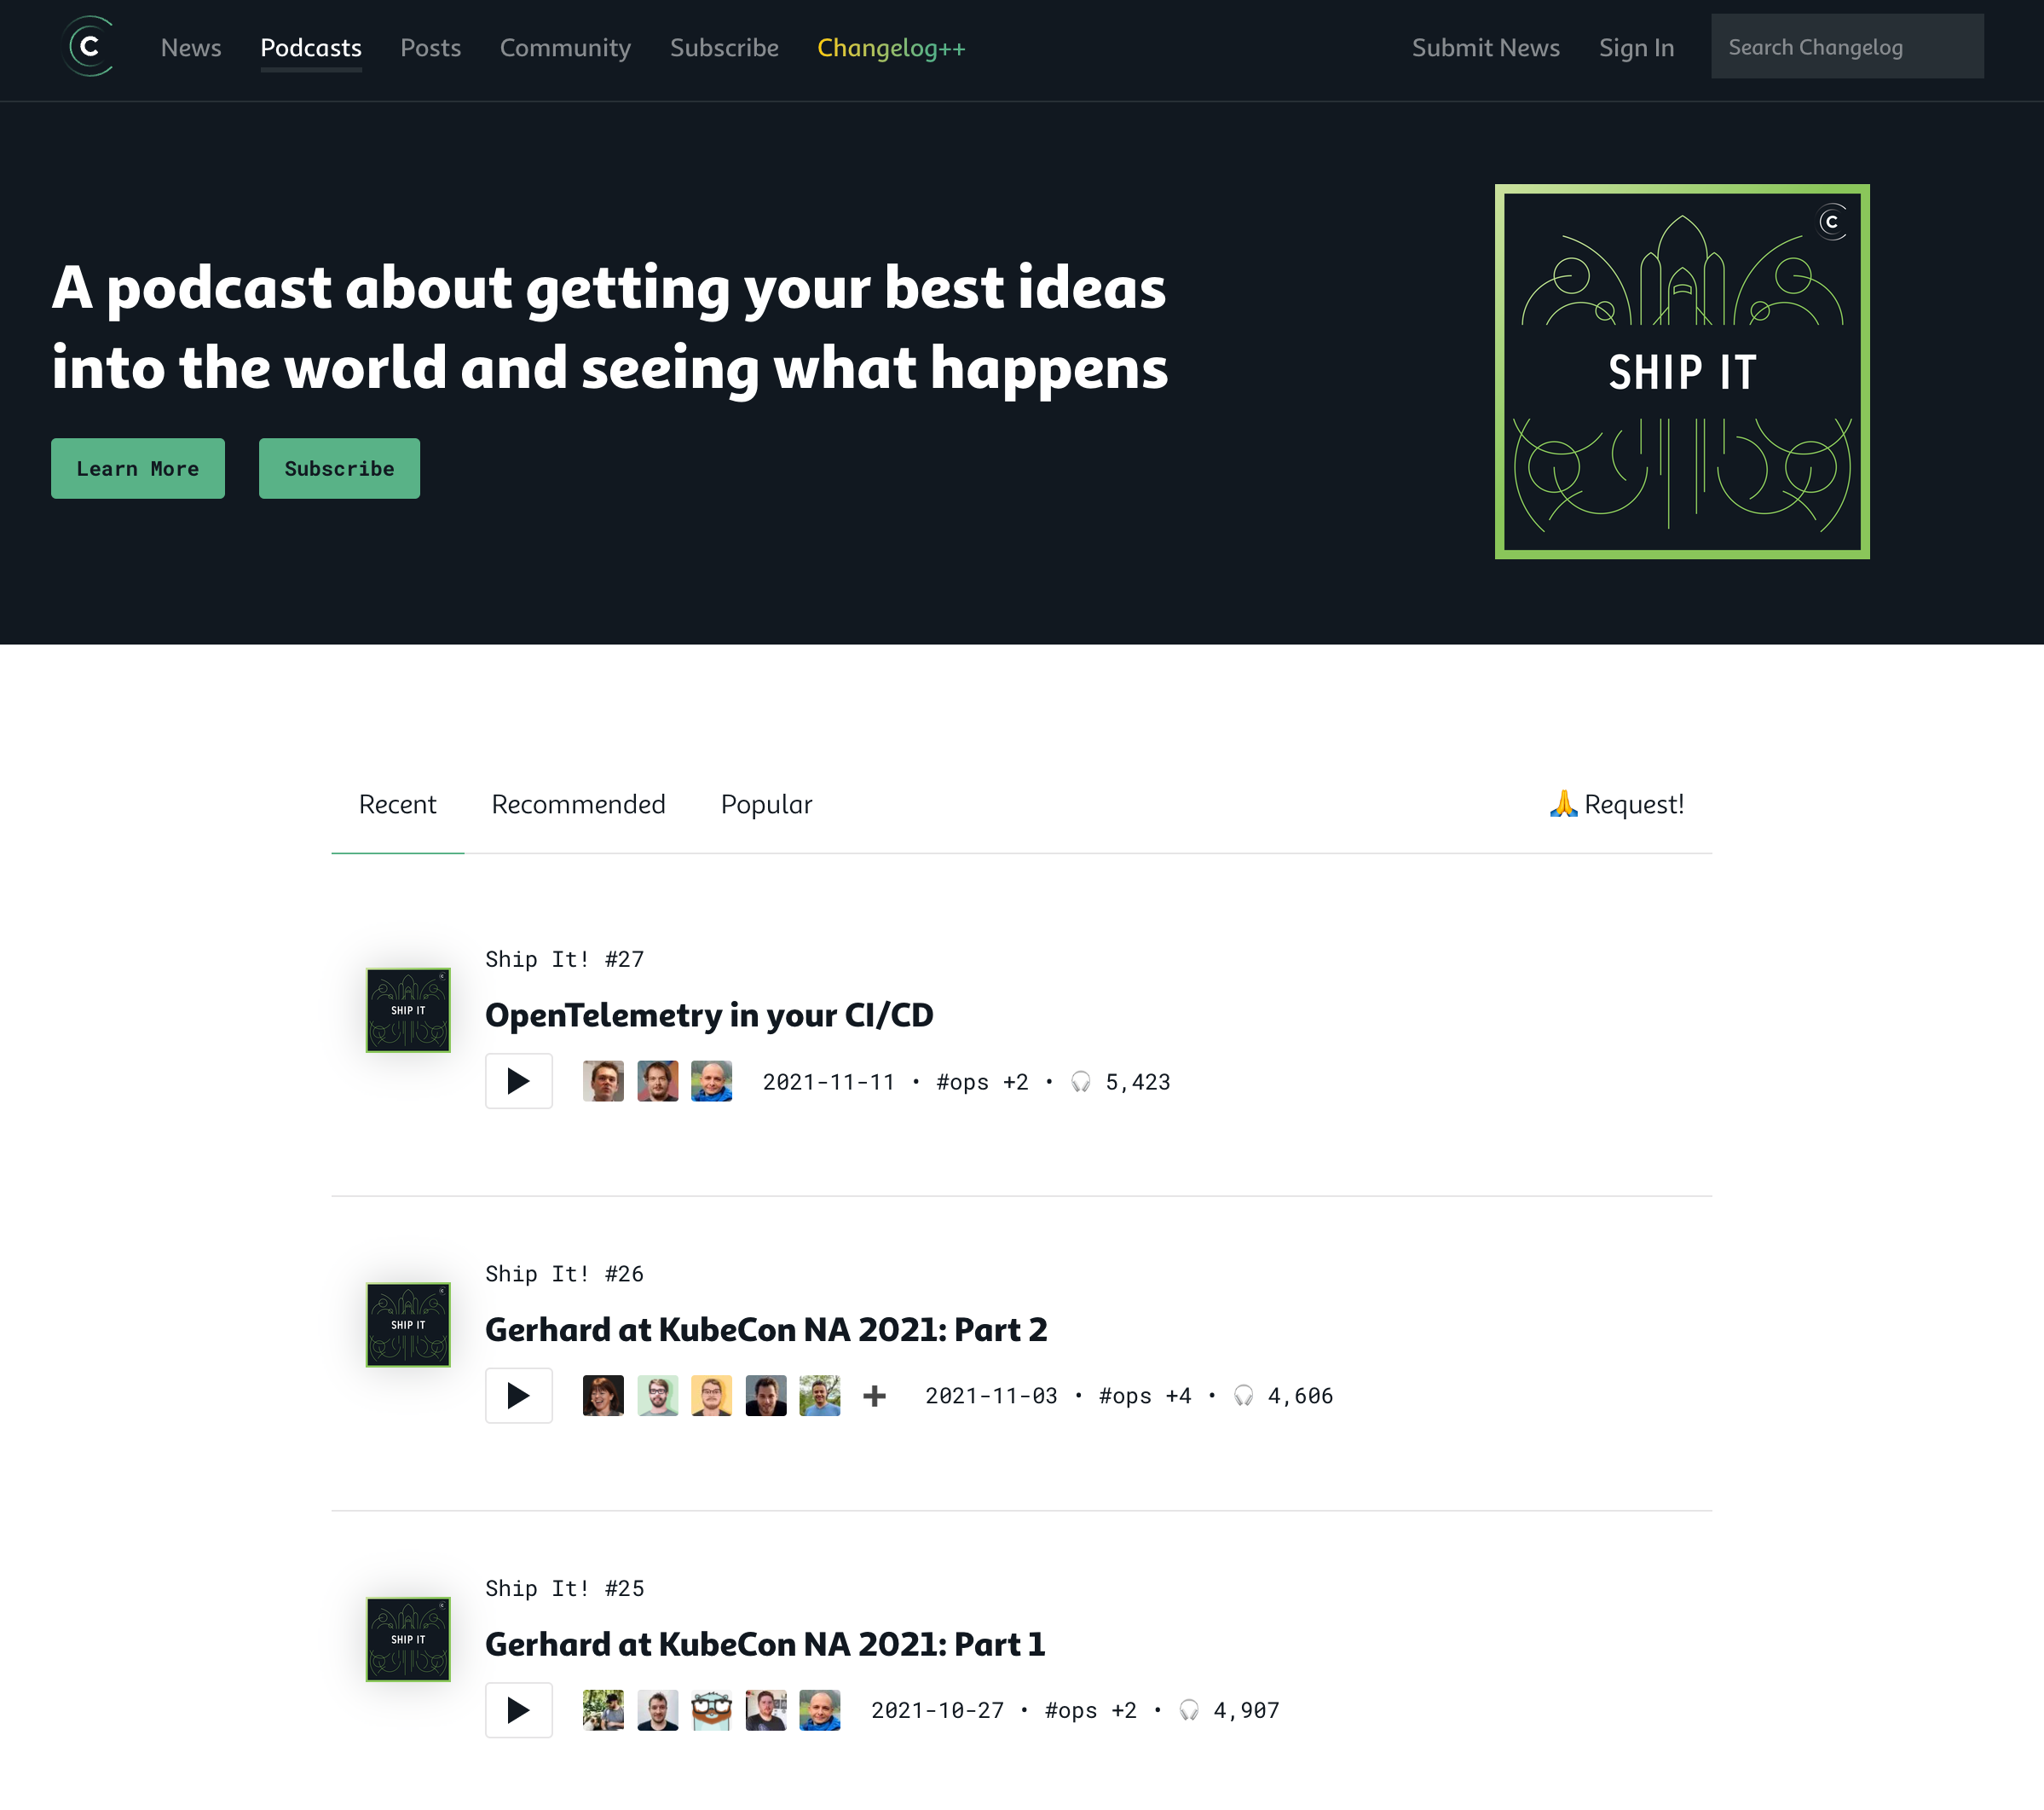 C
News Podcasts Posts Community Subscribe Changelog++ Submit News Sign In Search Changelog
A podcast about getting your best ideas
into the world and seeing what happens
Learn More Subscribe
C
SHIP IT
Recent Recommended Popular 🙏 Request!
Ship It! #27
SHIP IT
OpenTelemetry in your CI/CD
2021-11-11 • #ops +2 • 🎧 5,423
Ship It! #26
SHIP IT
Gerhard at KubeCon NA 2021: Part 2
2021-11-03 • #ops +4 • 🎧 4,606
Ship It! #25
SHIP IT
Gerhard at KubeCon NA 2021: Part 1
2021-10-27 • #ops +2 • 🎧 4,907